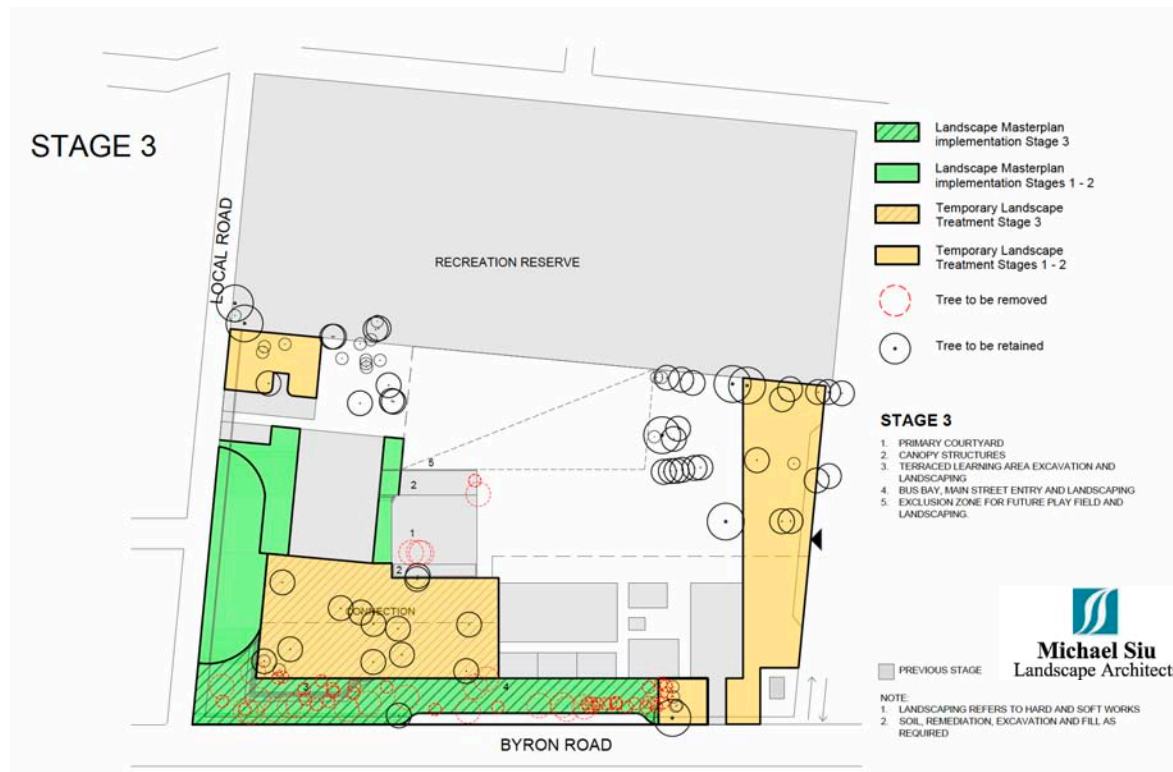 STAGE 3
LOCAL ROAD
RECREATION RESERVE
Landscape Masterplan
implementation Stage 3
Landscape Masterplan
implementation Stages 1 - 2
Temporary Landscape
Treatment Stage 3
Temporary Landscape
Treatment Stages 1 - 2
Tree to be removed
Tree to be retained
STAGE 3
1. PRIMARY COURTYARD
2. CANOPY STRUCTURES
3. TERRACED LEARNING AREA EXCAVATION AND
LANDSCAPING
4. BUS BAY, MAIN STREET ENTRY AND LANDSCAPING
5. EXCLUSION ZONE FOR FUTURE PLAY FIELD AND
LANDSCAPING.
5
2
1
2
CONNECTION
3
4
BYRON ROAD
Michael Siu
Landscape Architect
PREVIOUS STAGE
NOTE:
1. LANDSCAPING REFERS TO HARD AND SOFT WORKS
2. SOIL, REMEDIATION, EXCAVATION AND FILL AS
REQUIRED